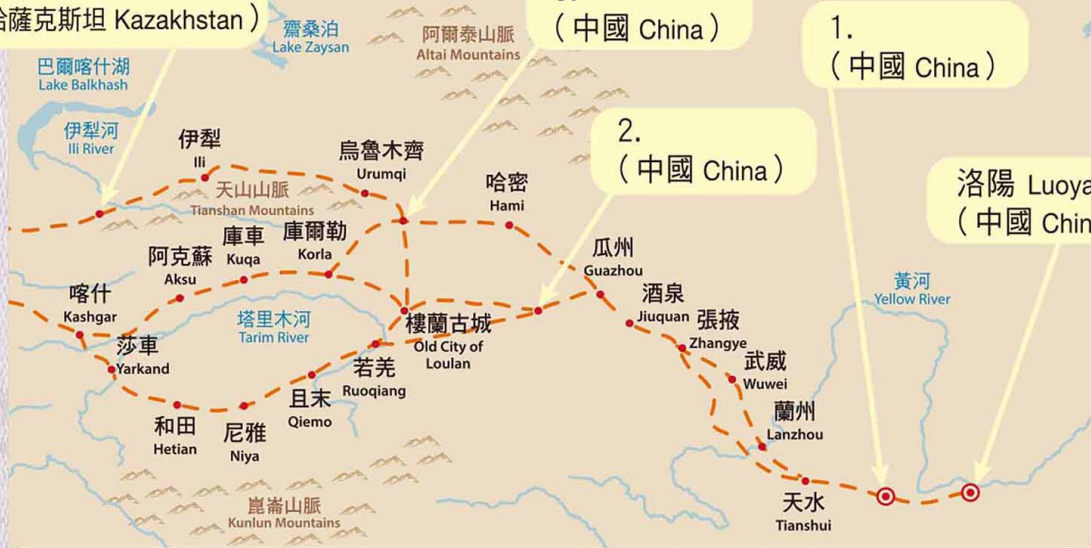 哈薩克斯坦 Kazakhstan）
（中國 China）
1.
（中國 China）
2.
（中國 China）
洛陽 Luoya
（中國 Chin
齋桑泊
Lake Zaysan
阿爾泰山脈
Altai Mountains
巴爾喀什湖
Lake Balkhash
伊犁河
Ili River
伊犁
Ili
烏魯木齊
Urumqi
天山山脈
Tianshan Mountains
哈密
Hami
庫爾勒
Korla
庫車
Kuqa
阿克蘇
Aksu
瓜州
Guazhou
喀什
Kashgar
酒泉
Jiuquan
黃河
Yellow River
塔里木河
Tarim River
樓蘭古城
Old City of
Loulan
張掖
Zhangye
莎車
Yarkand
若羌
Ruoqiang
武威
Wuwei
且末
Qiemo
和田
Hetian
尼雅
Niya
蘭州
Lanzhou
天水
Tianshui
崑崙山脈
Kunlun Mountains